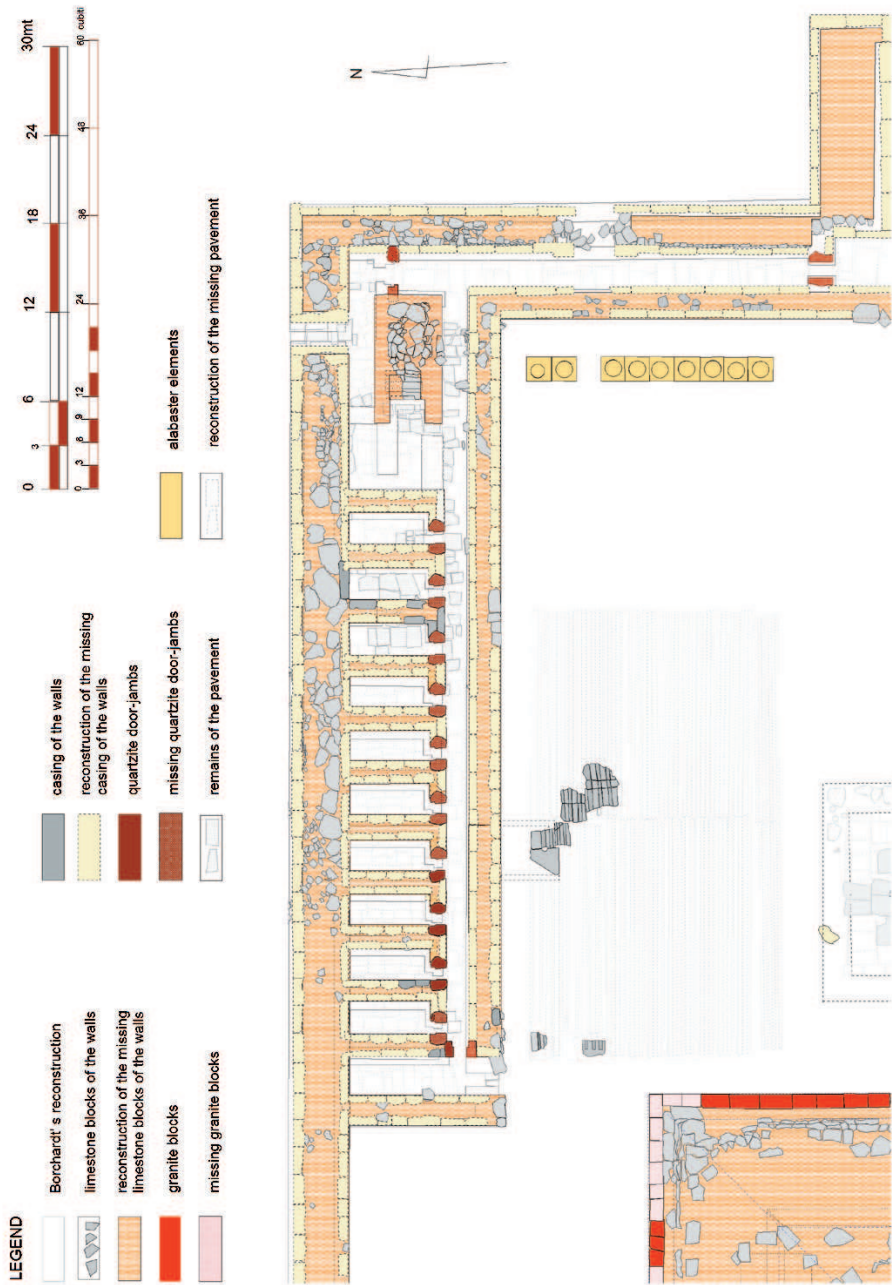 LEGEND
Borchardt' s reconstruction
limestone blocks of the walls
reconstruction of the missing
limestone blocks of the walls
granite blocks
missing granite blocks
casing of the walls
reconstruction of the missing
casing of the walls
quartzite door-jambs
missing quartzite door-jambs
remains of the pavement
alabaster elements
reconstruction of the missing pavement
0 3 6 12 18 24 30mt
0 3 6 9 12 24 36 48 60 cubiti
N